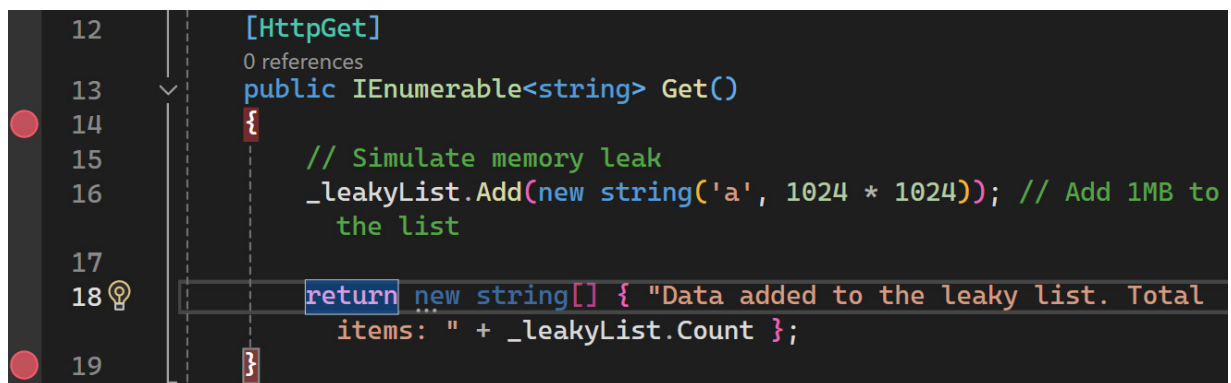 12 [HttpGet]
0 references
13 public IEnumerable<string> Get()
14 {
15 // Simulate memory leak
16 _leakyList.Add(new string('a', 1024 * 1024)); // Add 1MB to
the list
17
18 return new string[] { "Data added to the leaky list. Total
items: " + _leakyList.Count };
19 }